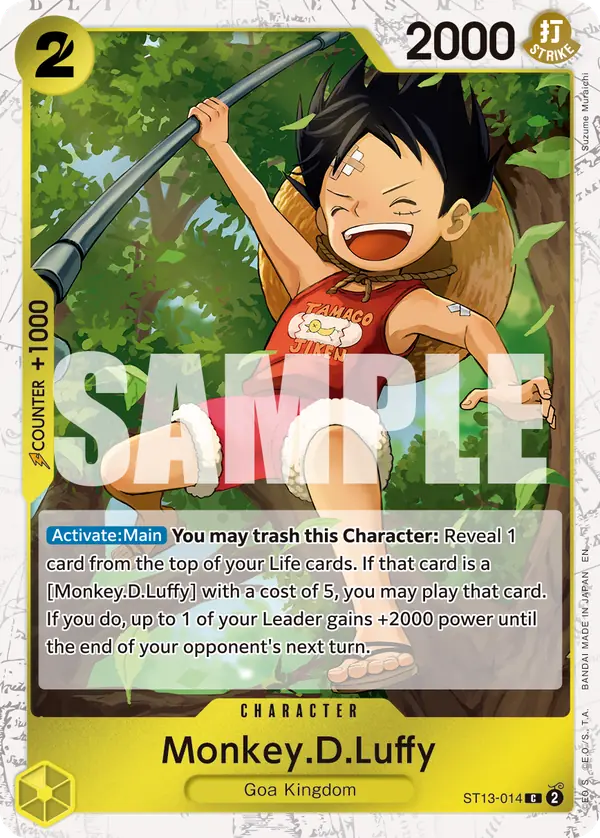 2
2000
打
STRIKE
Suzume Muraichi
COUNTER +1000
TAMAGO
JIKEN
SAMPLE
Activate:Main You may trash this Character: Reveal 1
card from the top of your Life cards. If that card is a
[Monkey.D.Luffy] with a cost of 5, you may play that card.
If you do, up to 1 of your Leader gains +2000 power until
the end of your opponent's next turn.
BANDAI MADE IN JAPAN EN
©E.O./S. ©E.O./S.,T.A.
CHARACTER
Monkey.D.Luffy
Goa Kingdom
ST13-014 C 2